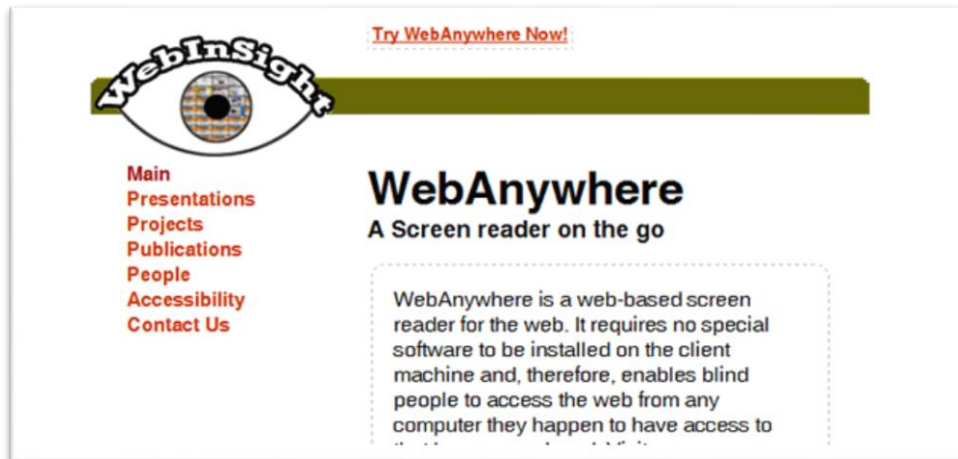 Try WebAnywhere Now!
WebInSight
Main
Presentations
Projects
Publications
People
Accessibility
Contact Us
WebAnywhere
A Screen reader on the go
WebAnywhere is a web-based screen
reader for the web. It requires no special
software to be installed on the client
machine and, therefore, enables blind
people to access the web from any
computer they happen to have access to